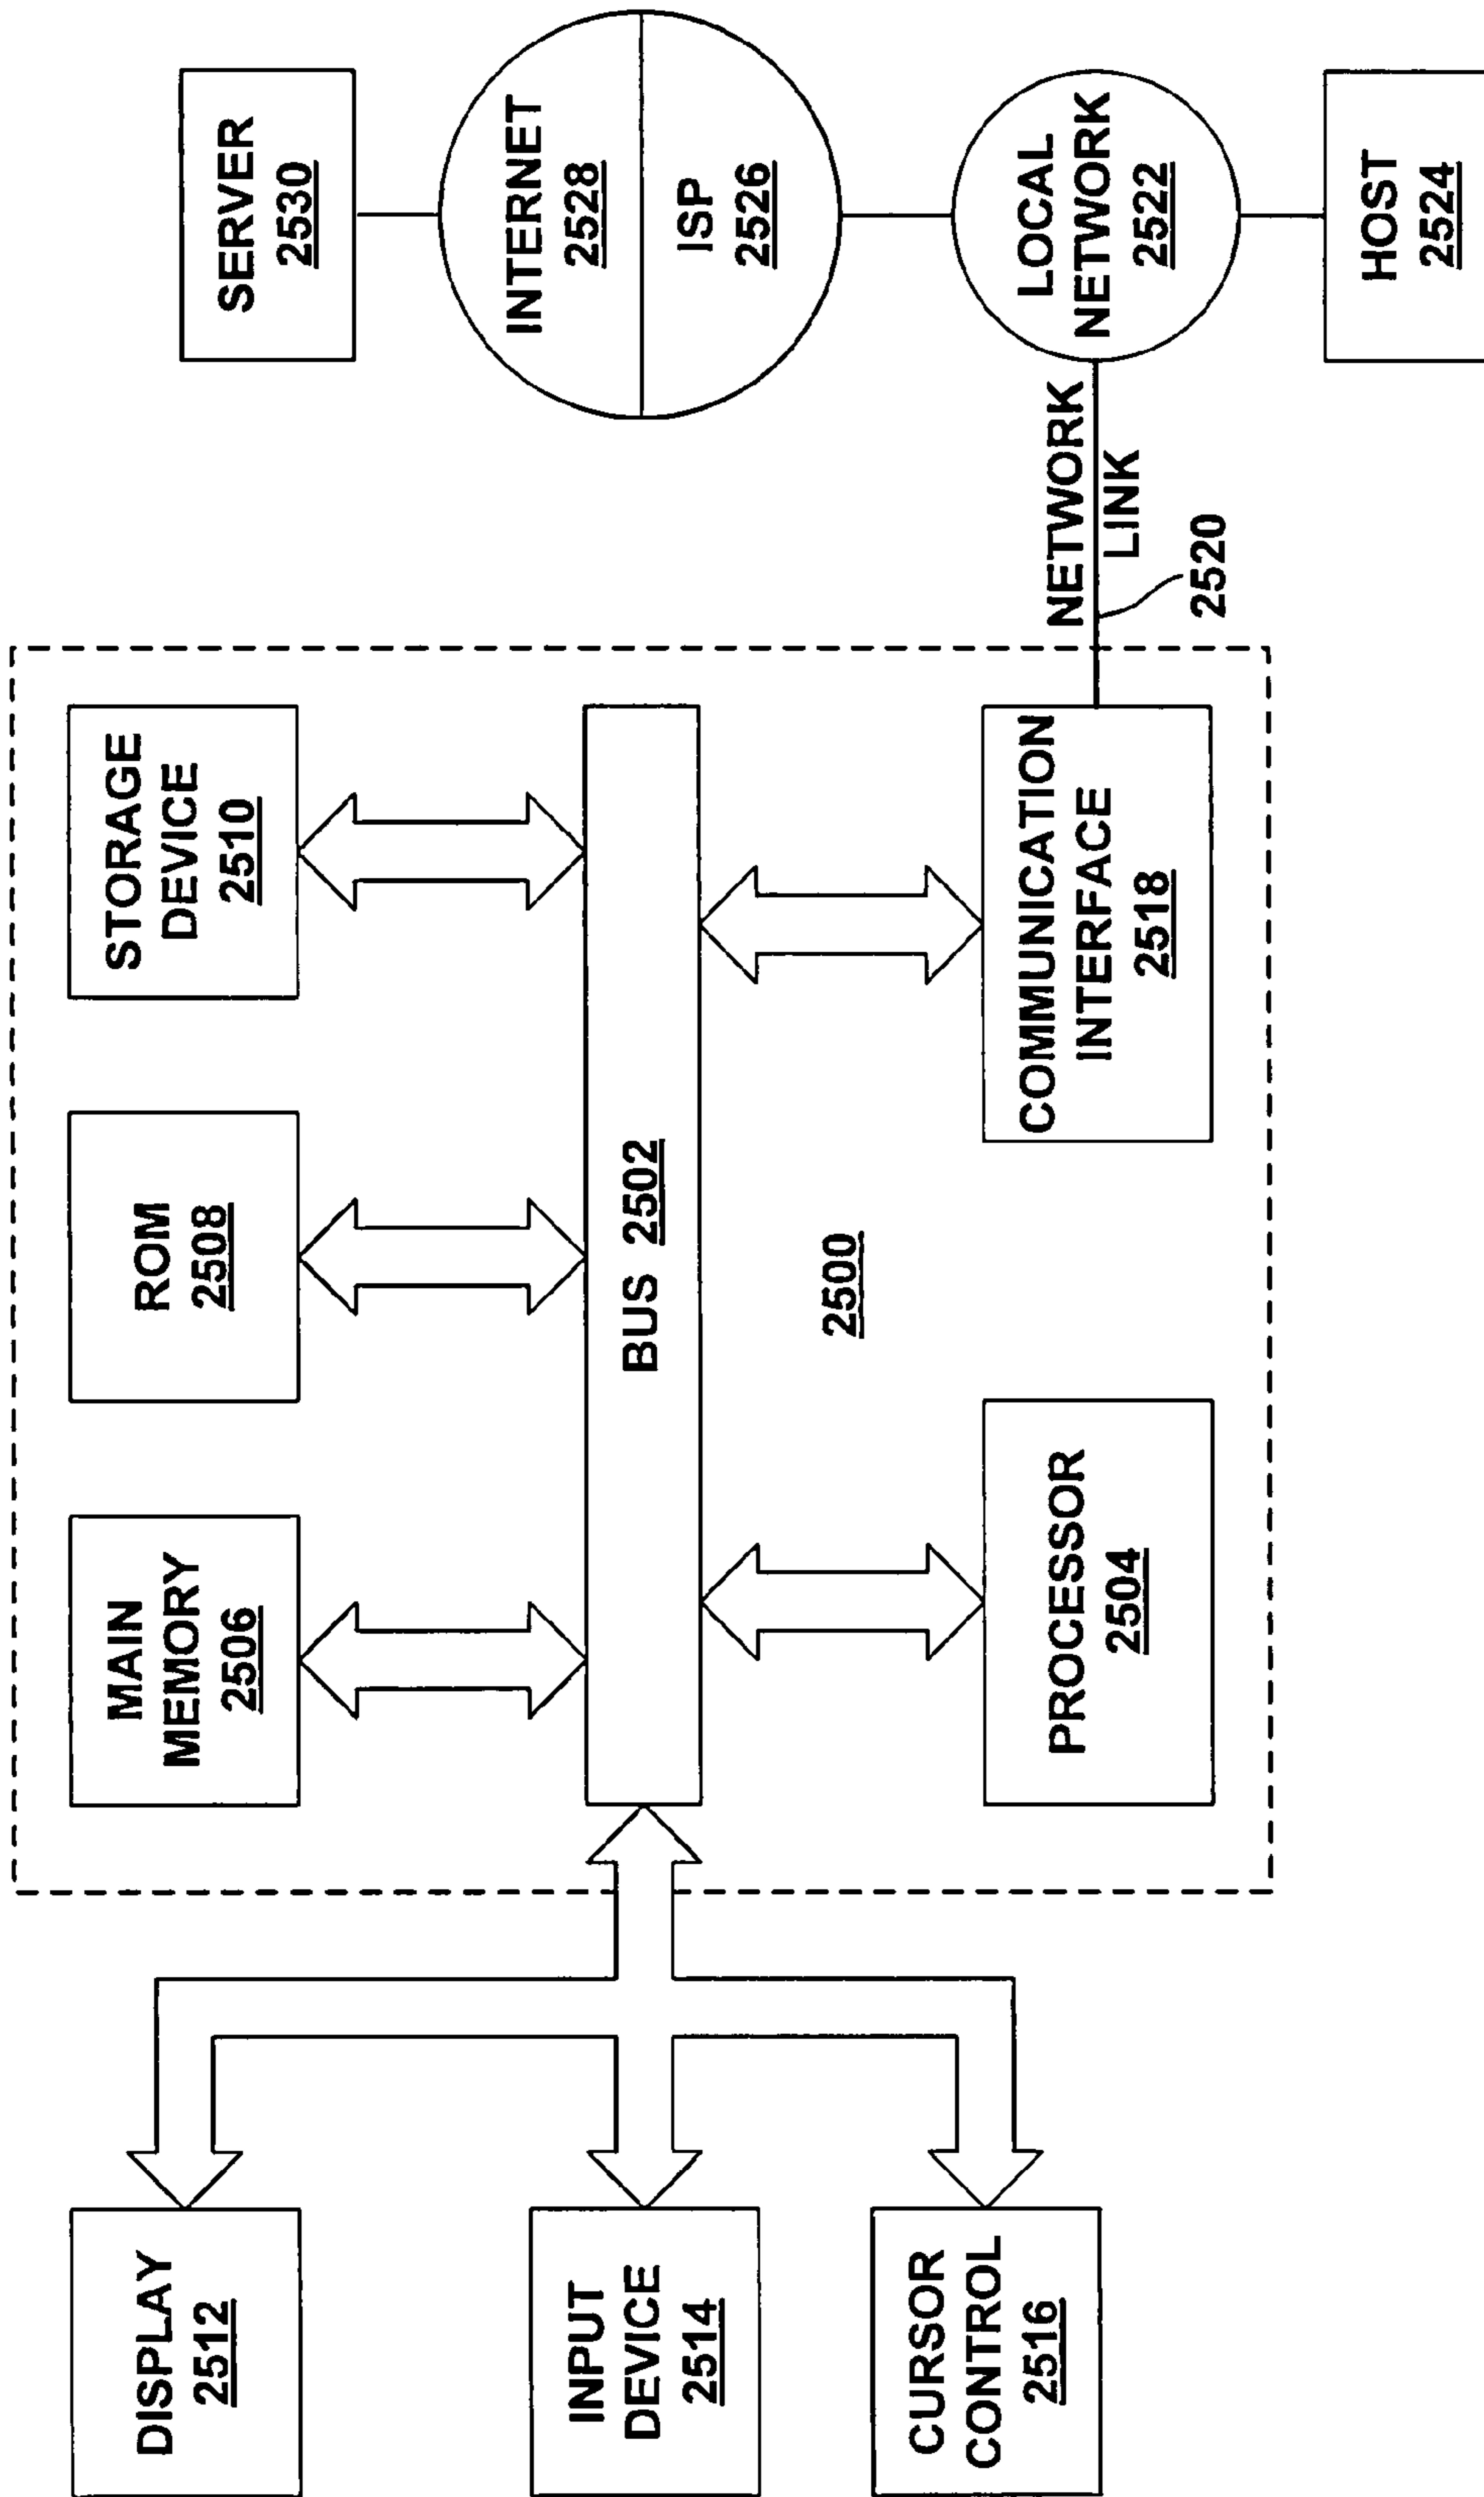 DISPLAY
2512
INPUT
DEVICE
2514
CURSOR
CONTROL
2516
MAIN
MEMORY
2506
ROM
2508
STORAGE
DEVICE
2510
BUS 2502
2500
PROCESSOR
2504
COMMUNICATION
INTERFACE
2518
SERVER
2530
INTERNET
2528
ISP
2526
NETWORK
LINK
2520
LOCAL
NETWORK
2522
HOST
2524